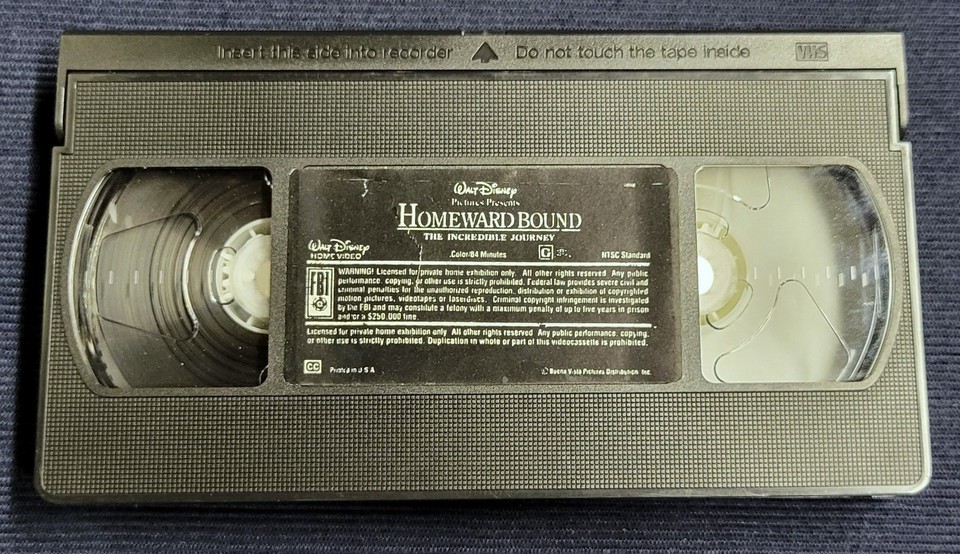 Insert this side into recorder Do not touch the tape inside VHS
Walt Disney
Pictures Presents
HOMEWARD BOUND
THE INCREDIBLE JOURNEY
Walt Disney
HOME VIDEO
Color/84 Minutes G NTSC Standard
FBI
WARNING! Licensed for private home exhibition only. All other rights reserved. Any public
performance, copying, or other use is strictly prohibited. Federal law provides severe civil and
criminal penalties for the unauthorized reproduction, distribution or exhibition of copyrighted
motion pictures, videotapes or laserdiscs. Criminal copyright infringement is investigated
by the FBI and may constitute a felony with a maximum penalty of up to five years in prison
and/or a $250,000 fine.
Licensed for private home exhibition only. All other rights reserved. Any public performance, copying,
or other use is strictly prohibited. Duplication in whole or part of this videocassette is prohibited.
CC Printed in U S A © Buena Vista Pictures Distribution, Inc.